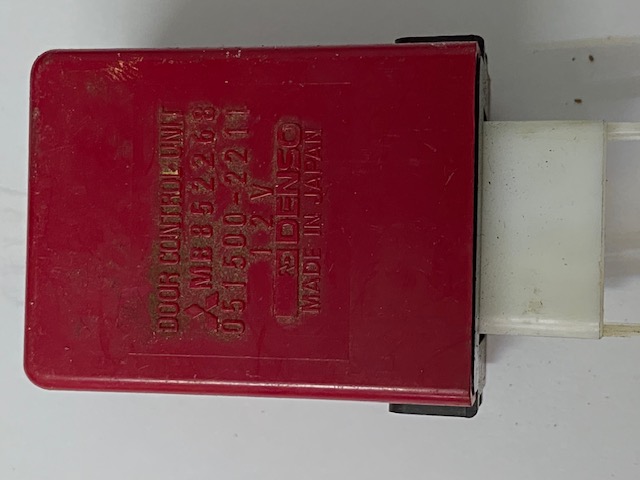 DOOR CONTROL UNIT
MB852268
051500-2211
12V
DENSO
MADE IN JAPAN